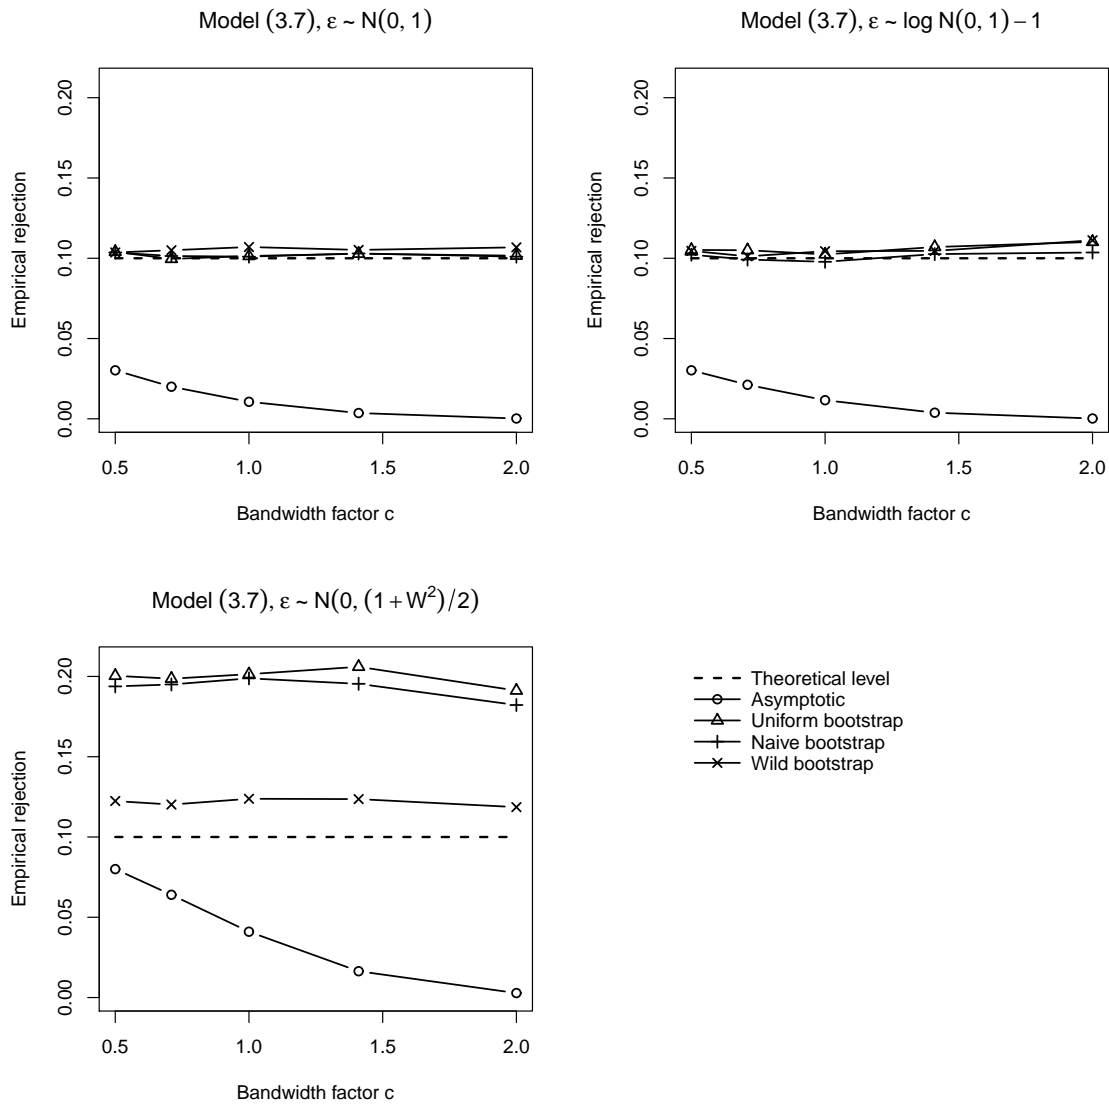 Model (3.7), ε ~ N(0, 1)
0.20
0.15
0.10
0.05
0.00
Empirical rejection
0.5 1.0 1.5 2.0
Bandwidth factor c
Model (3.7), ε ~ log N(0, 1) − 1
0.20
0.15
0.10
0.05
0.00
Empirical rejection
0.5 1.0 1.5 2.0
Bandwidth factor c
Model (3.7), ε ~ N(0, (1 + W²)/2)
0.20
0.15
0.10
0.05
0.00
Empirical rejection
0.5 1.0 1.5 2.0
Bandwidth factor c
Theoretical level
Asymptotic
Uniform bootstrap
Naive bootstrap
Wild bootstrap